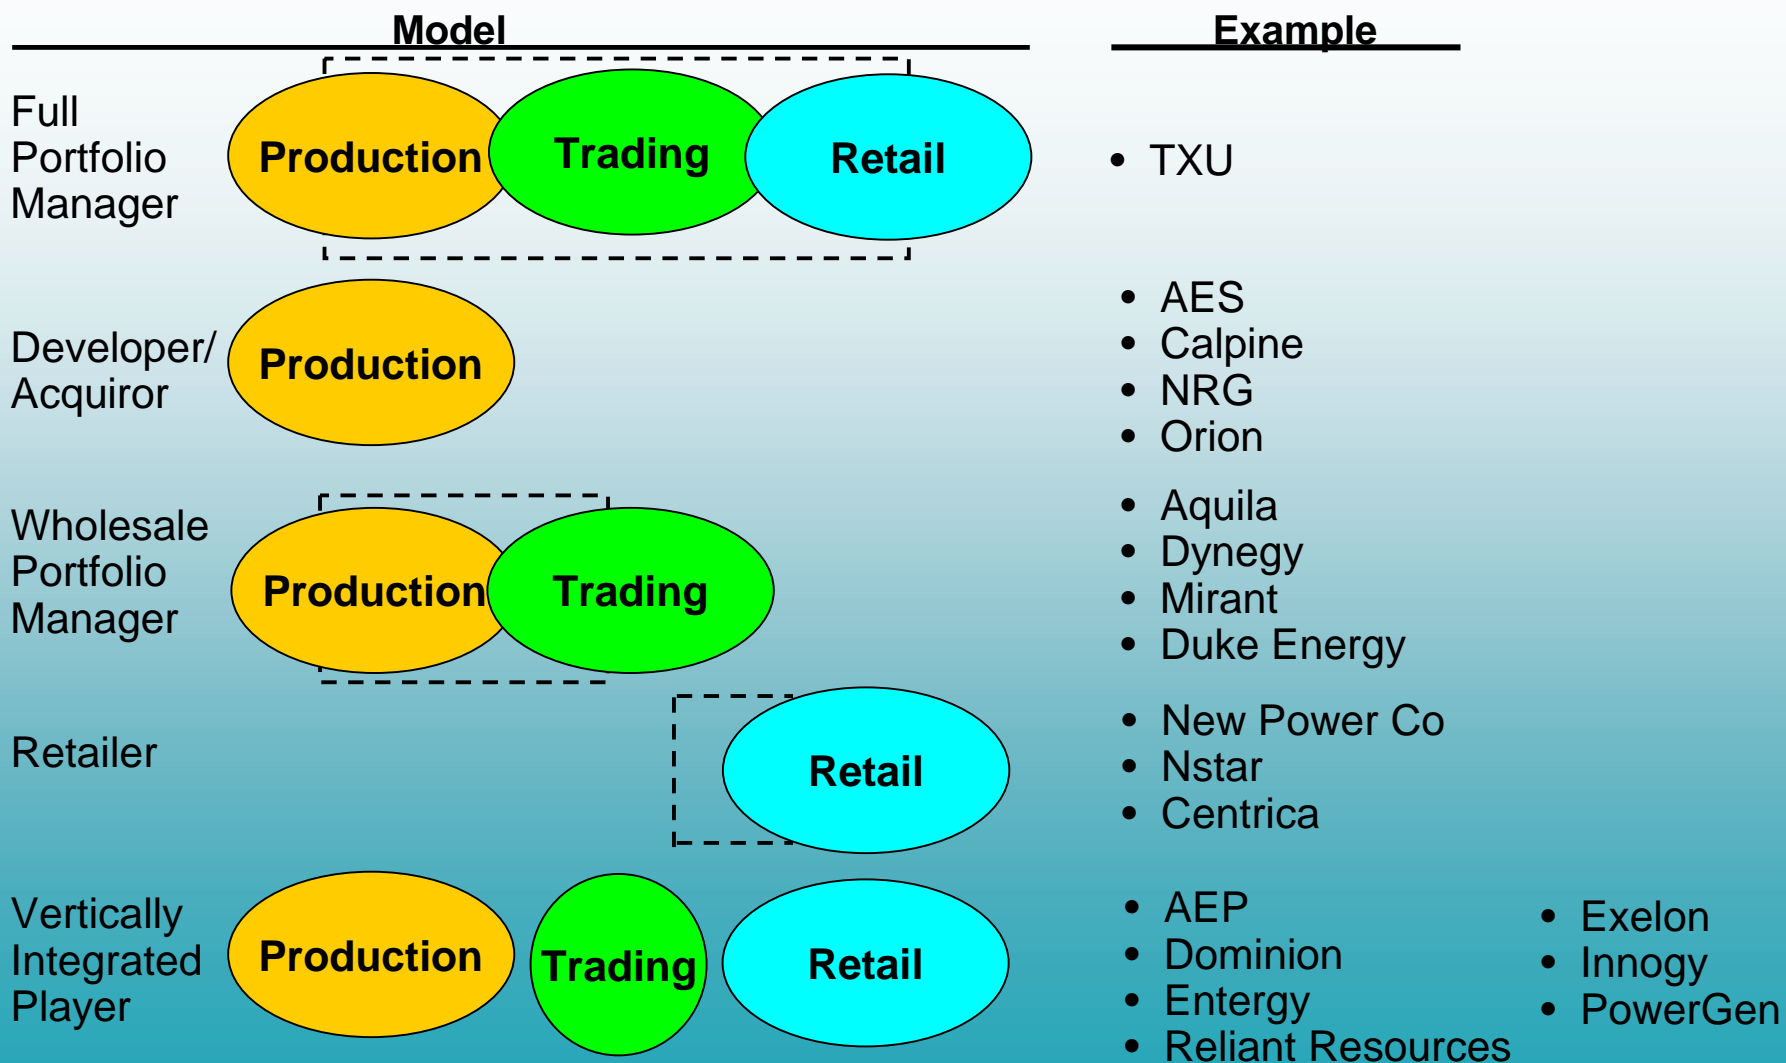 Model
Example
Full
Portfolio
Manager
Production
Trading
Retail
• TXU
Developer/
Acquiror
Production
• AES
• Calpine
• NRG
• Orion
Wholesale
Portfolio
Manager
Production
Trading
• Aquila
• Dynegy
• Mirant
• Duke Energy
Retailer
Retail
• New Power Co
• Nstar
• Centrica
Vertically
Integrated
Player
Production
Trading
Retail
• AEP
• Dominion
• Entergy
• Reliant Resources
• Exelon
• Innogy
• PowerGen